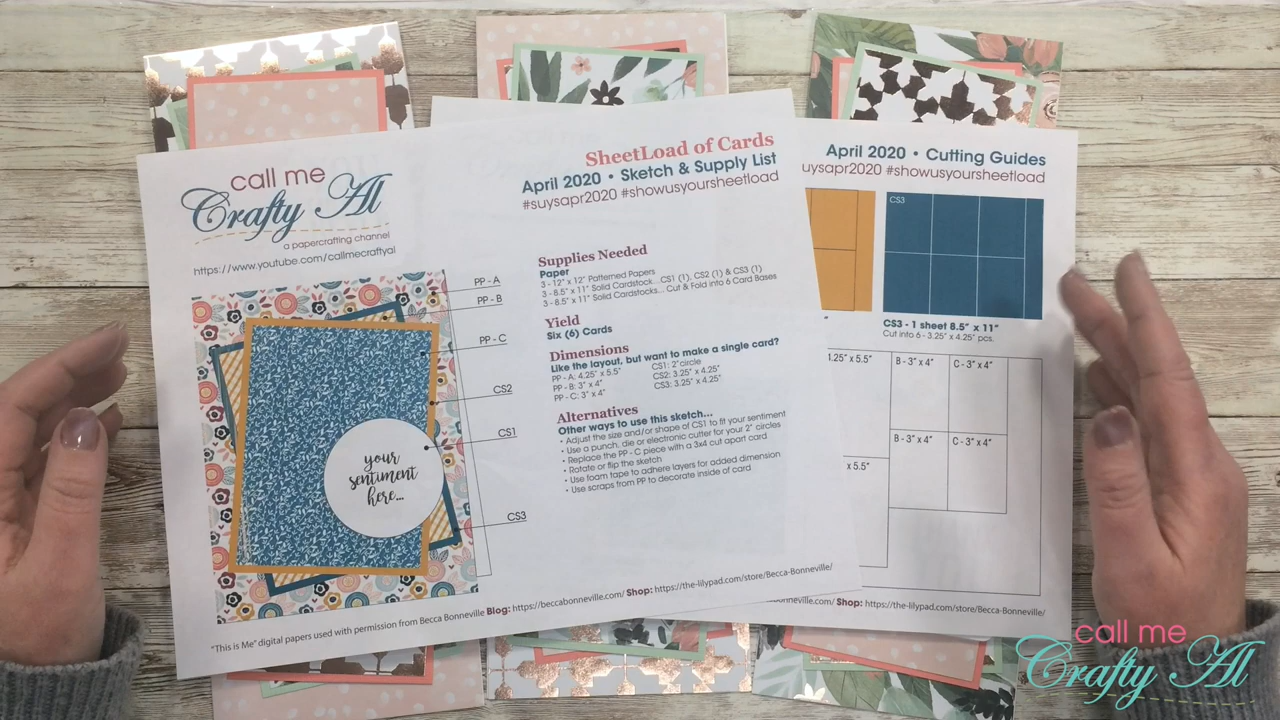 call me
Crafty Al
a papercrafting channel
https://www.youtube.com/callmecraftyal
SheetLoad of Cards
April 2020 • Sketch & Supply List
#suysapr2020 #showusyoursheetload
PP - A
PP - B
PP - C
CS2
CS1
CS3
your
sentiment
here...
Supplies Needed
Paper
3 - 12" x 12" Patterned Papers
3 - 8.5" x 11" Solid Cardstock...CS1 (1), CS2 (1) & CS3 (1)
3 - 8.5" x 11" Solid Cardstocks... Cut & Fold into 6 Card Bases
Yield
Six (6) Cards
Dimensions
Like the layout, but want to make a single card?
PP - A: 4.25" x 5.5"
PP - B: 3" x 4"
PP - C: 3" x 4"
CS1: 2" circle
CS2: 3.25" x 4.25"
CS3: 3.25" x 4.25"
Alternatives
Other ways to use this sketch...
• Adjust the size and/or shape of CS1 to fit your sentiment
• Use a punch, die or electronic cutter for your 2" circles
• Replace the PP - C piece with a 3x4 cut apart card
• Rotate or flip the sketch
• Use foam tape to adhere layers for added dimension
• Use scraps from PP to decorate inside of card
"This is Me" digital papers used with permission from Becca Bonneville Blog: https://beccabonneville.com/ Shop: https://the-lilypad.com/store/Becca-Bonneville/
April 2020 • Cutting Guides
uysapr2020 #showusyoursheetload
CS3
CS3 - 1 sheet 8.5" x 11"
Cut into 6 - 3.25" x 4.25" pcs.
1.25" x 5.5"
B - 3" x 4"
C - 3" x 4"
B - 3" x 4"
C - 3" x 4"
x 5.5"
onneville.com/ Shop: https://the-lilypad.com/store/Becca-Bonneville/
call me
Crafty Al